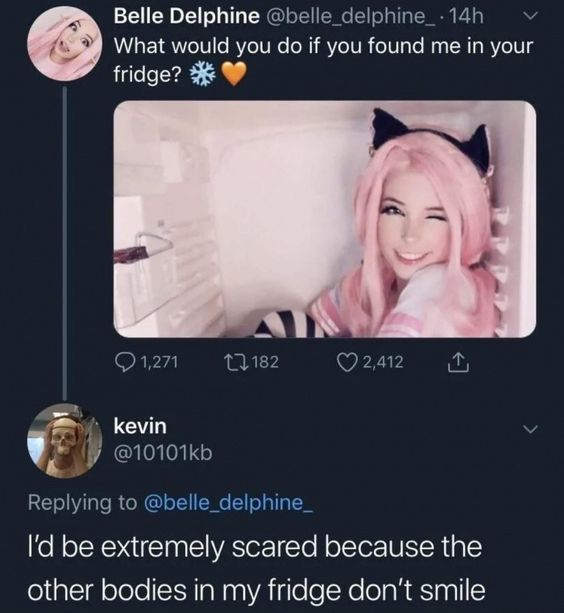 Belle Delphine @belle_delphine_ · 14h
What would you do if you found me in your
fridge? ❄️🧡
1,271 182 2,412
kevin
@10101kb
Replying to @belle_delphine_
I'd be extremely scared because the
other bodies in my fridge don't smile